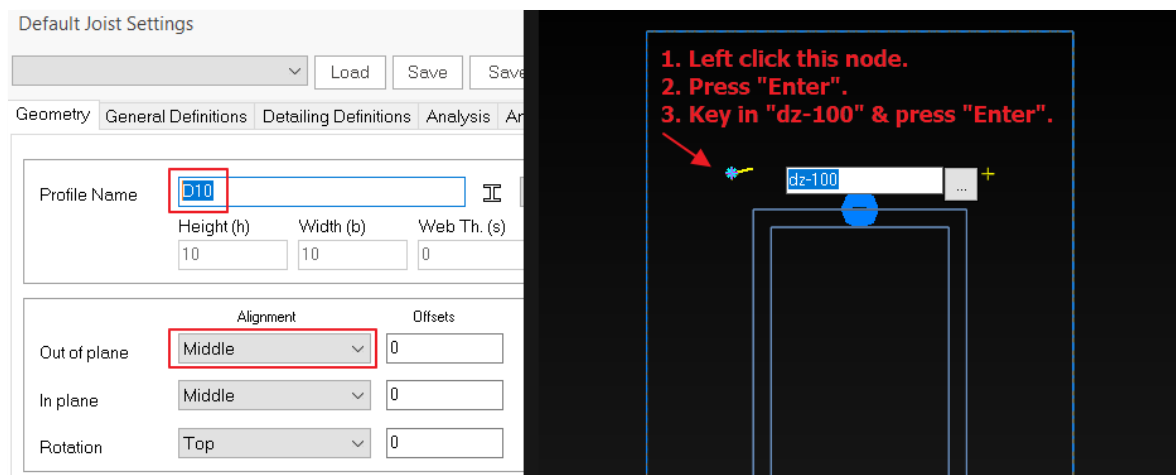 Default Joist Settings
Load Save Save
Geometry General Definitions Detailing Definitions Analysis
Profile Name D10
Height (h) Width (b) Web Th. (s)
10 10 0
Alignment Offsets
Out of plane Middle 0
In plane Middle 0
Rotation Top 0
1. Left click this node.
2. Press "Enter".
3. Key in "dz-100" & press "Enter".
dz-100 ...